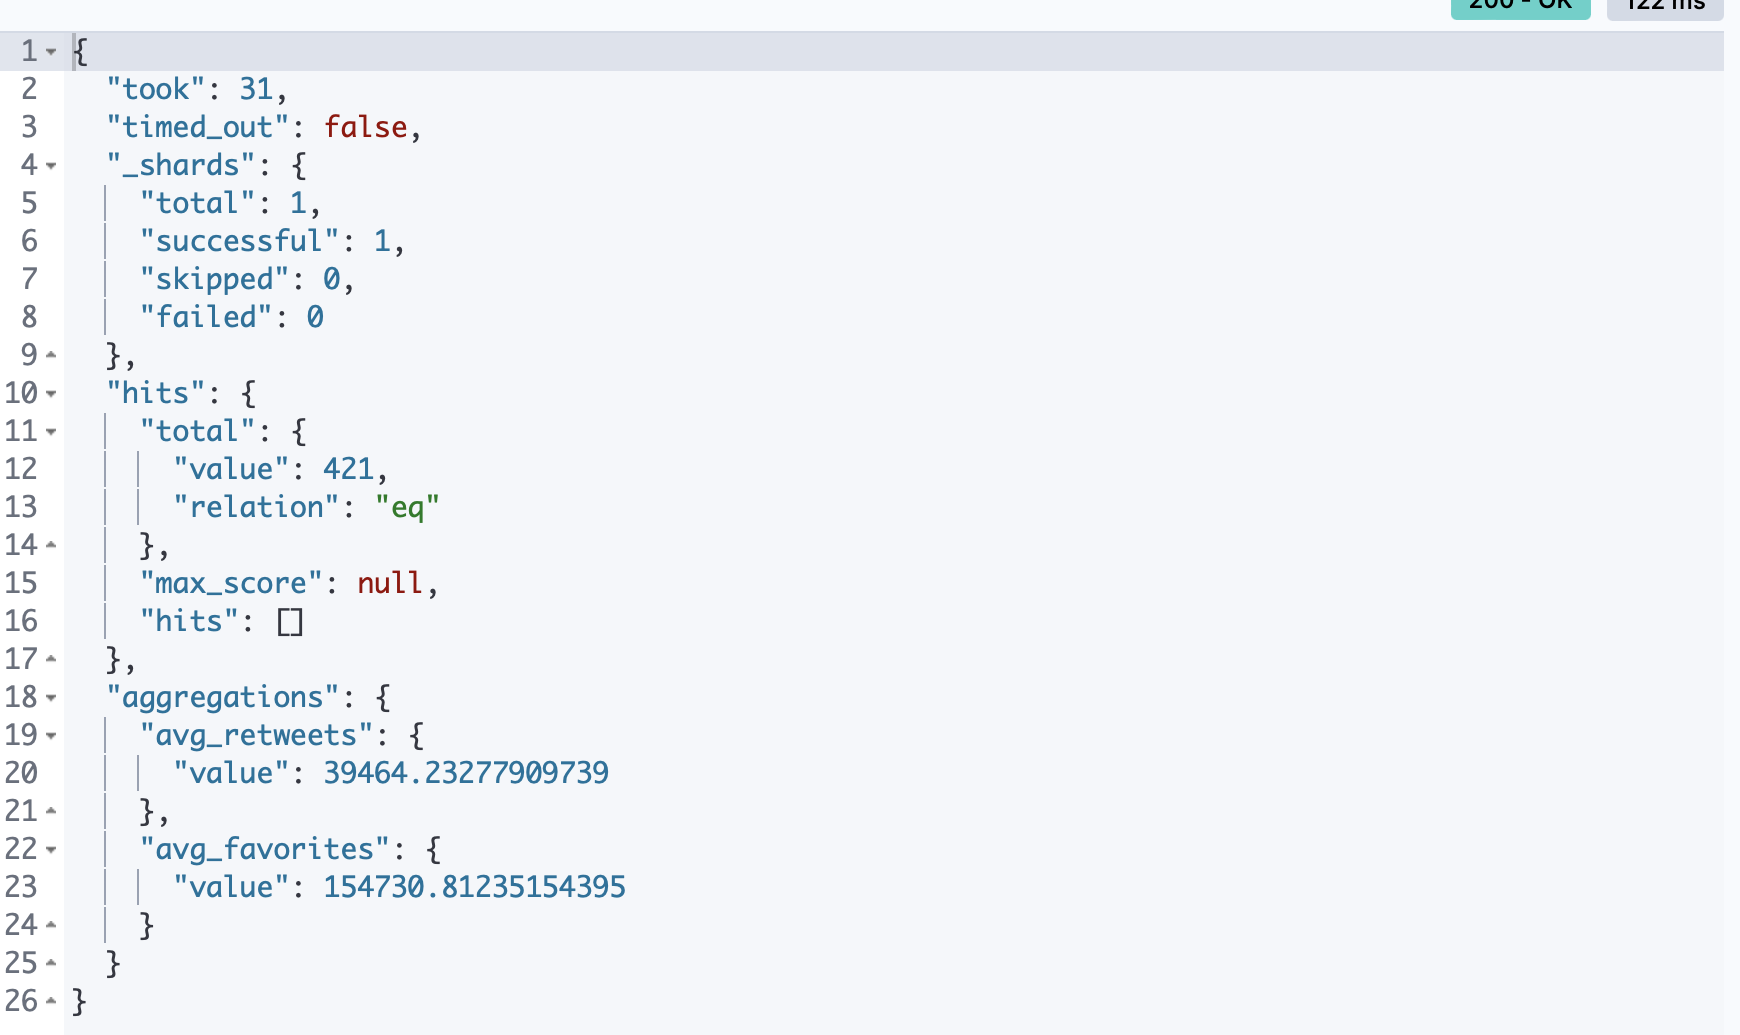 200 - OK 122 ms
1 {
2 "took": 31,
3 "timed_out": false,
4 "_shards": {
5 "total": 1,
6 "successful": 1,
7 "skipped": 0,
8 "failed": 0
9 },
10 "hits": {
11 "total": {
12 "value": 421,
13 "relation": "eq"
14 },
15 "max_score": null,
16 "hits": []
17 },
18 "aggregations": {
19 "avg_retweets": {
20 "value": 39464.23277909739
21 },
22 "avg_favorites": {
23 "value": 154730.81235154395
24 }
25 }
26 }